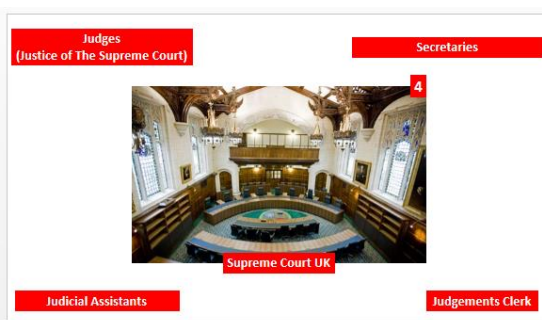 Judges
(Justice of The Supreme Court)
Secretaries
4
Supreme Court UK
Judicial Assistants
Judgements Clerk